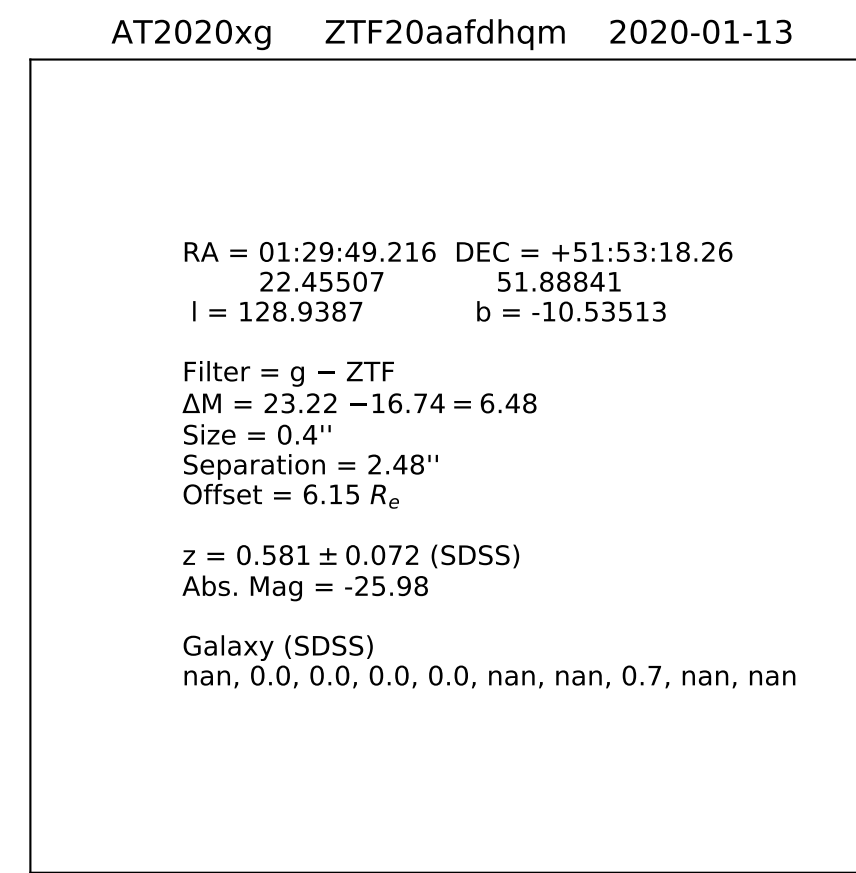 AT2020xg ZTF20aafdhqm 2020-01-13
RA = 01:29:49.216 DEC = +51:53:18.26
22.45507 51.88841
l = 128.9387 b = -10.53513
Filter = g − ZTF
ΔM = 23.22 −16.74 = 6.48
Size = 0.4''
Separation = 2.48''
Offset = 6.15 Rₑ
z = 0.581 ± 0.072 (SDSS)
Abs. Mag = -25.98
Galaxy (SDSS)
nan, 0.0, 0.0, 0.0, 0.0, nan, nan, 0.7, nan, nan